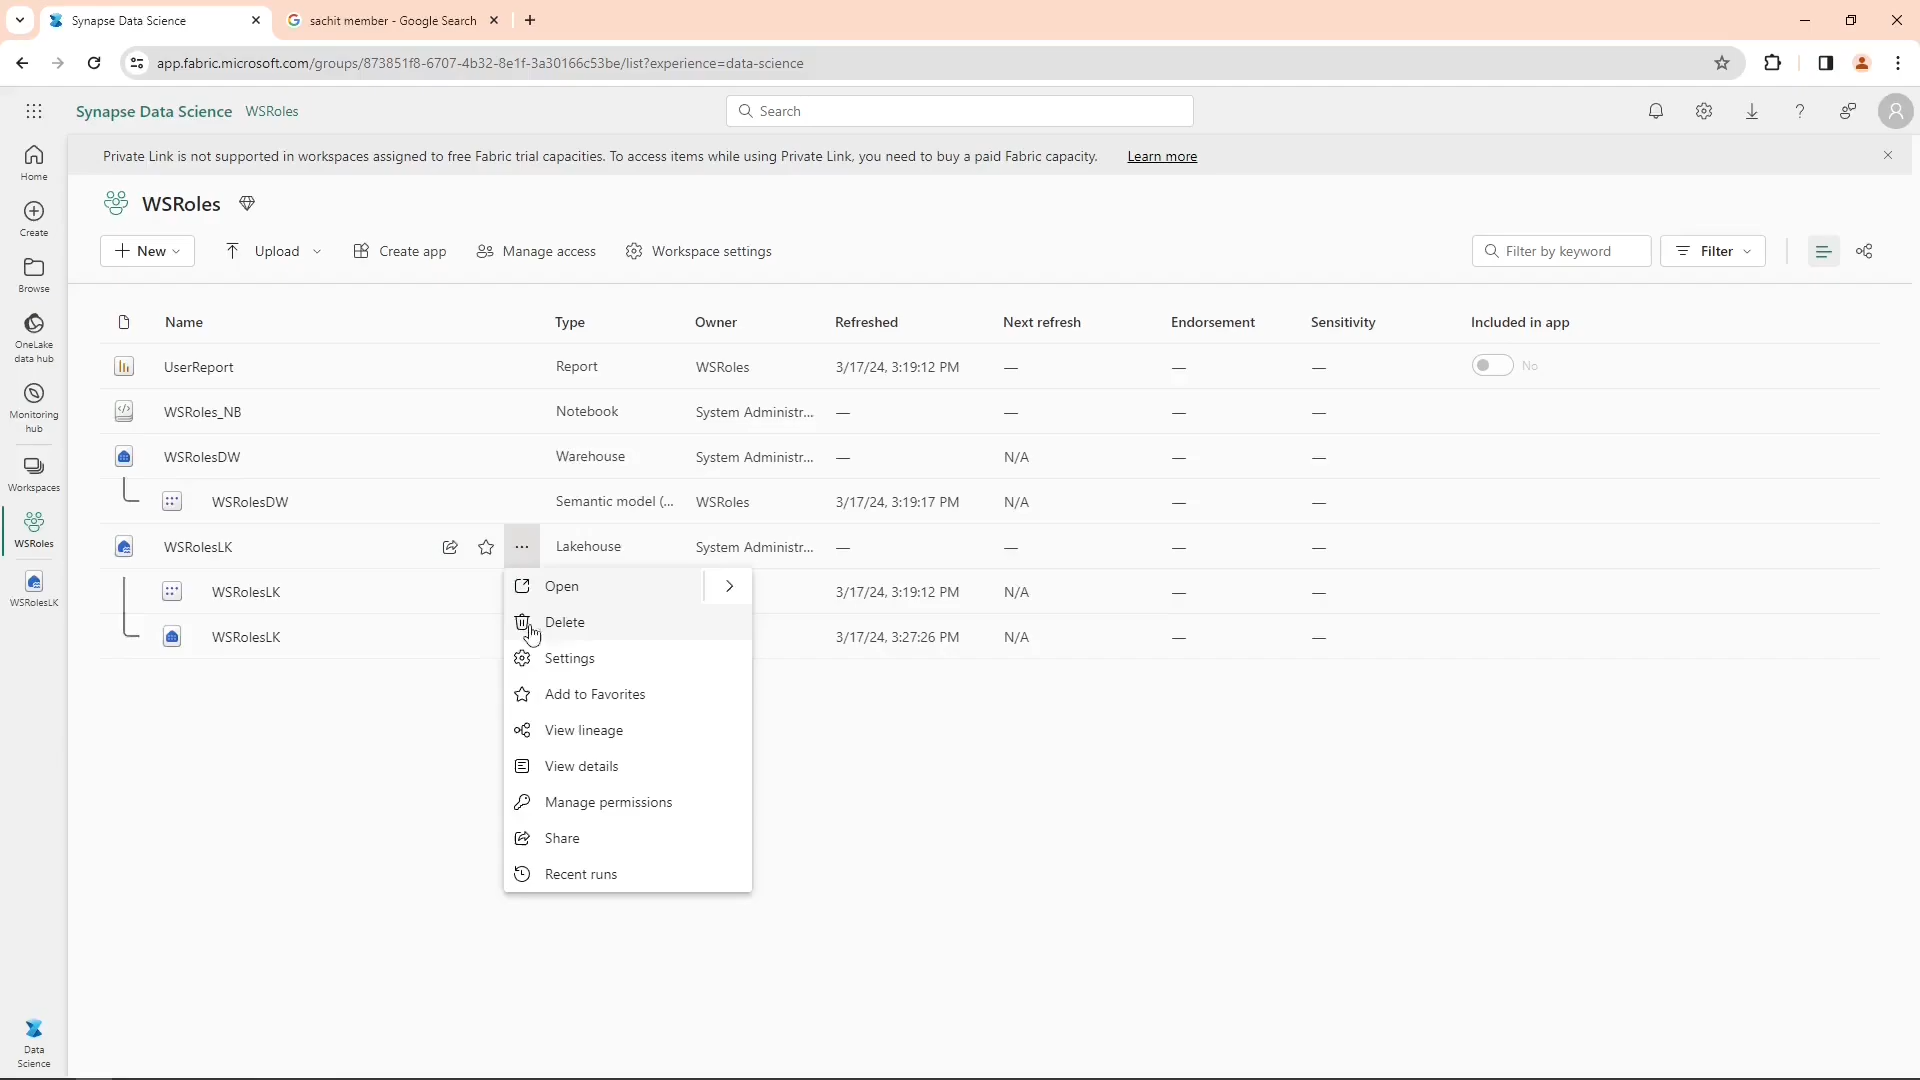 Synapse Data Science
sachit member - Google Search
app.fabric.microsoft.com/groups/873851f8-6707-4b32-8e1f-3a30166c53be/list?experience=data-science
Synapse Data Science WSRoles
Search
Private Link is not supported in workspaces assigned to free Fabric trial capacities. To access items while using Private Link, you need to buy a paid Fabric capacity. Learn more
Home
Create
Browse
OneLake
data hub
Monitoring
hub
Workspaces
WSRoles
WSRolesLK
Data
Science
WSRoles
New Upload Create app Manage access Workspace settings Filter by keyword Filter
Name Type Owner Refreshed Next refresh Endorsement Sensitivity Included in app
UserReport Report WSRoles 3/17/24, 3:19:12 PM — — — No
WSRoles_NB Notebook System Administr... — — — —
WSRolesDW Warehouse System Administr... — N/A — —
WSRolesDW Semantic model (... WSRoles 3/17/24, 3:19:17 PM N/A — —
WSRolesLK ... Lakehouse System Administr... — — — —
WSRolesLK 3/17/24, 3:19:12 PM N/A — —
WSRolesLK 3/17/24, 3:27:26 PM N/A — —
Open
Delete
Settings
Add to Favorites
View lineage
View details
Manage permissions
Share
Recent runs